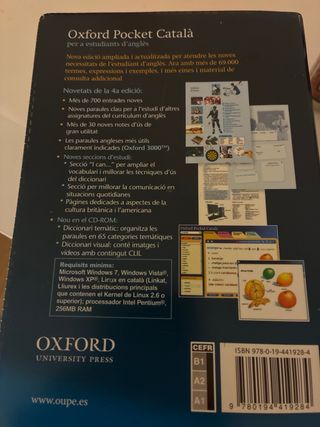 Oxford Pocket Català
per a estudiants d'anglès
Nova edició ampliada i actualitzada per atendre les noves
necessitats de l'estudiant d'anglès. Ara amb més de 69.000
termes, expressions i exemples, i més eines i material de
consulta addicional
Novetats de la 4a edició:
• Més de 700 entrades noves
• Noves paraules clau per a l'estudi d'altres
assignatures del currículum d'anglès
• Més de 30 noves notes d'ús de
gran utilitat
• Les paraules angleses més útils
clarament indicades (Oxford 3000™)
• Noves seccions d'estudi:
* Secció "I can..." per ampliar el
vocabulari i millorar les tècniques d'ús
del diccionari
* Secció per millorar la comunicació en
situacions quotidianes
* Pàgines dedicades a aspectes de la
cultura britànica i l'americana
• Nou en el CD-ROM:
* Diccionari temàtic: organitza les
paraules en 65 categories temàtiques
* Diccionari visual: conté imatges i
vídeos amb contingut CLIL
Requisits mínims:
Microsoft Windows 7, Windows Vista®,
Windows XP®, Linux en català (Linkat,
Lliurex i les distribucions principals
que contenen el Kernel de Linux 2.6 o
superior); processador Intel Pentium®,
256MB RAM
Oxford Pocket Català
OXFORD
UNIVERSITY PRESS
www.oupe.es
CEFR
B1
A2
A1
ISBN 978-0-19-441928-4
9 780194 419284